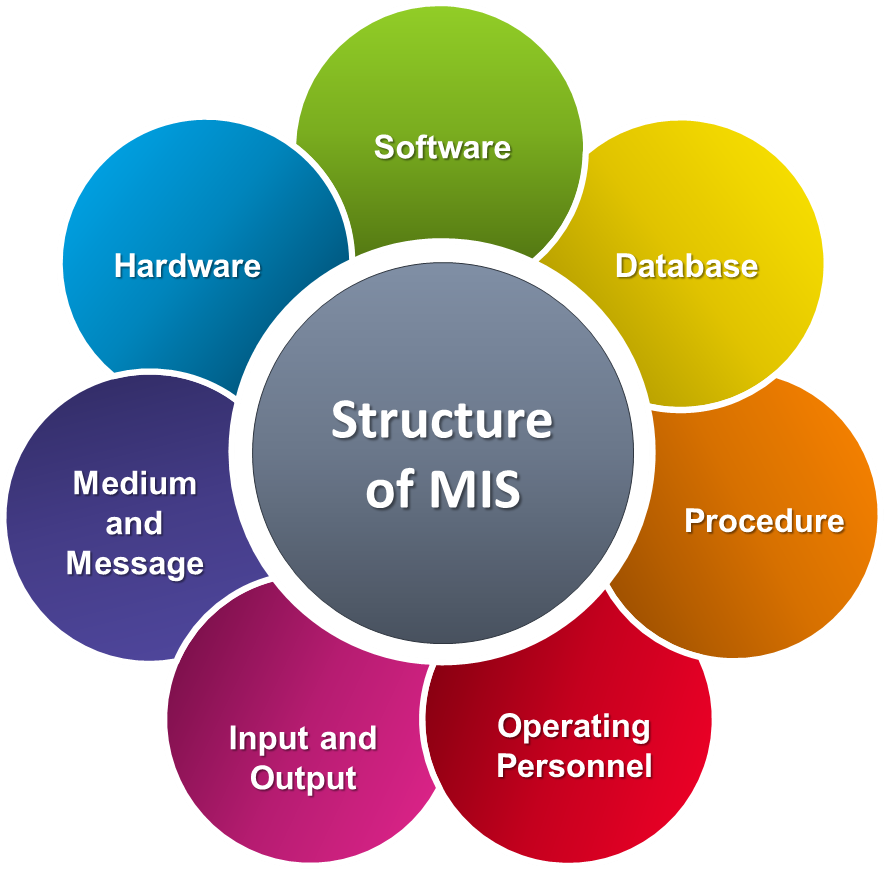 Software
Hardware
Database
Structure
of MIS
Medium
and
Message
Procedure
Input and
Output
Operating
Personnel